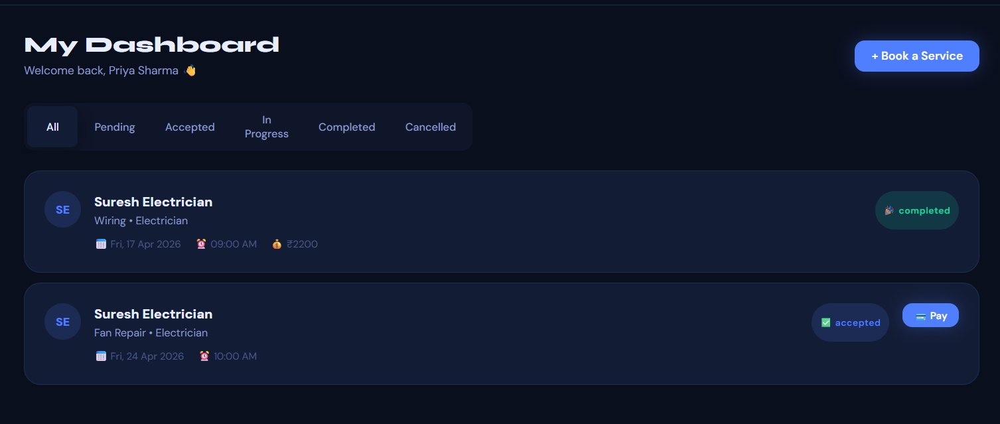 My Dashboard
Welcome back, Priya Sharma 👋
+ Book a Service
All
Pending
Accepted
In
Progress
Completed
Cancelled
SE
Suresh Electrician
Wiring • Electrician
📅 Fri, 17 Apr 2026 ⏰ 09:00 AM 💰 ₹2200
🎉 completed
SE
Suresh Electrician
Fan Repair • Electrician
📅 Fri, 24 Apr 2026 ⏰ 10:00 AM
✅ accepted
💳 Pay